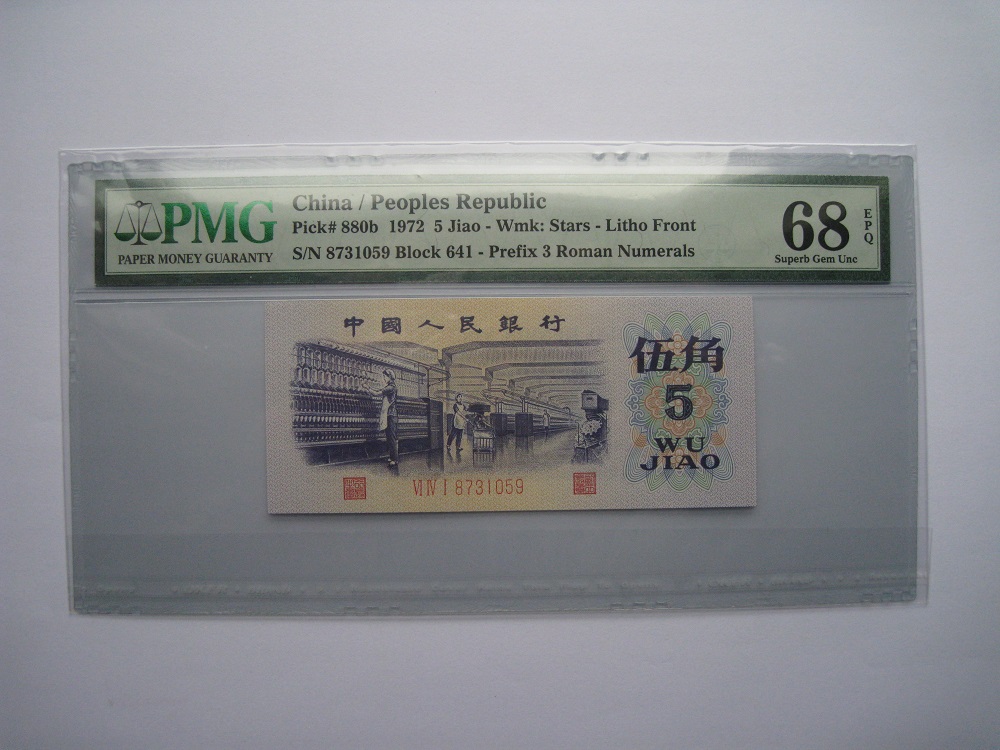 PMG
PAPER MONEY GUARANTY
China / Peoples Republic
Pick# 880b 1972 5 Jiao - Wmk: Stars - Litho Front
S/N 8731059 Block 641 - Prefix 3 Roman Numerals
68
EPQ
Superb Gem Unc
中國人民銀行
伍角
5
WU
JIAO
VI IV I 8731059